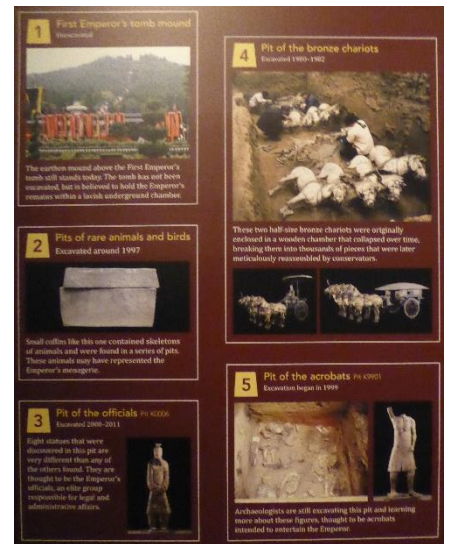 1
First Emperor's tomb mound
Unexcavated
The earthen mound above the First Emperor's
tomb still stands today. The tomb has not been
excavated, but is believed to hold the Emperor's
remains within a lavish underground chamber.
2
Pits of rare animals and birds
Excavated around 1997
Small coffins like this one contained skeletons
of animals and were found in a series of pits.
These animals may have represented the
Emperor's menagerie.
3
Pit of the officials Pit K0006
Excavated 2000–2011
Eight statues that were
discovered in this pit are
very different than any of
the others found. They are
thought to be the Emperor's
officials, an elite group
responsible for legal and
administrative affairs.
4
Pit of the bronze chariots
Excavated 1980–1982
These two half-size bronze chariots were originally
enclosed in a wooden chamber that collapsed over time,
breaking them into thousands of pieces that were later
meticulously reassembled by conservators.
5
Pit of the acrobats Pit K9901
Excavation began in 1999
Archaeologists are still excavating this pit and learning
more about these figures, thought to be acrobats
intended to entertain the Emperor.